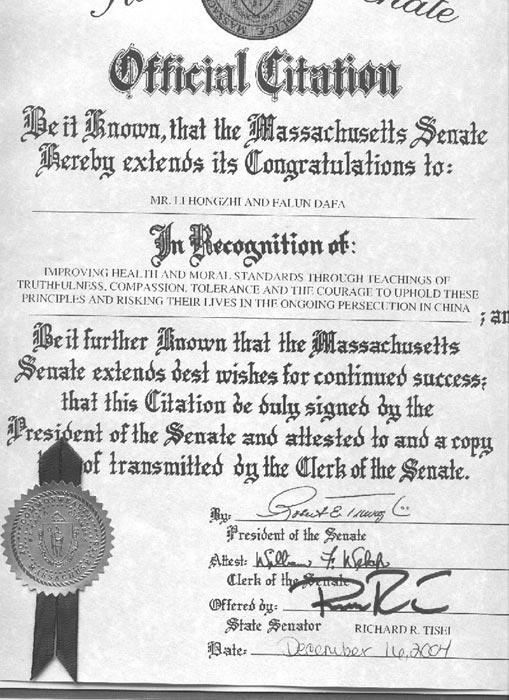 Senate
Official Citation
Be it Known, that the Massachusetts Senate
Hereby extends its Congratulations to:
MR. LI HONGZHI AND FALUN DAFA
In Recognition of:
IMPROVING HEALTH AND MORAL STANDARDS THROUGH TEACHINGS OF
TRUTHFULNESS, COMPASSION, TOLERANCE AND THE COURAGE TO UPHOLD THESE
PRINCIPLES AND RISKING THEIR LIVES IN THE ONGOING PERSECUTION IN CHINA
; an
Be it further Known that the Massachusetts
Senate extends best wishes for continued success;
that this Citation be duly signed by the
President of the Senate and attested to and a copy
of transmitted by the Clerk of the Senate.
By: Robert E. Travag
President of the Senate
Attest: William F. Welch
Clerk of the Senate
Offered by:
State Senator RICHARD R. TISEI
Date: December 16, 2004